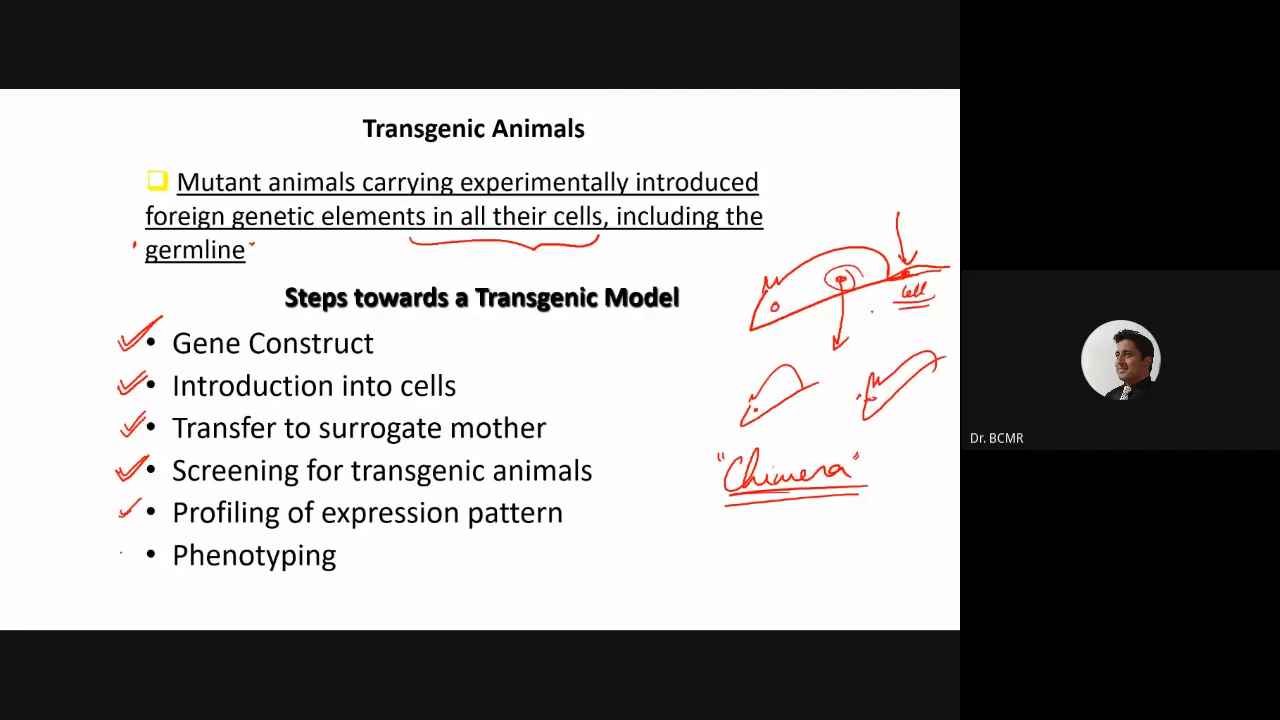 Transgenic Animals
Mutant animals carrying experimentally introduced
foreign genetic elements in all their cells, including the
germline
Steps towards a Transgenic Model
• Gene Construct
• Introduction into cells
• Transfer to surrogate mother
• Screening for transgenic animals
• Profiling of expression pattern
• Phenotyping
Cell
"Chimera"
Dr. BCMR